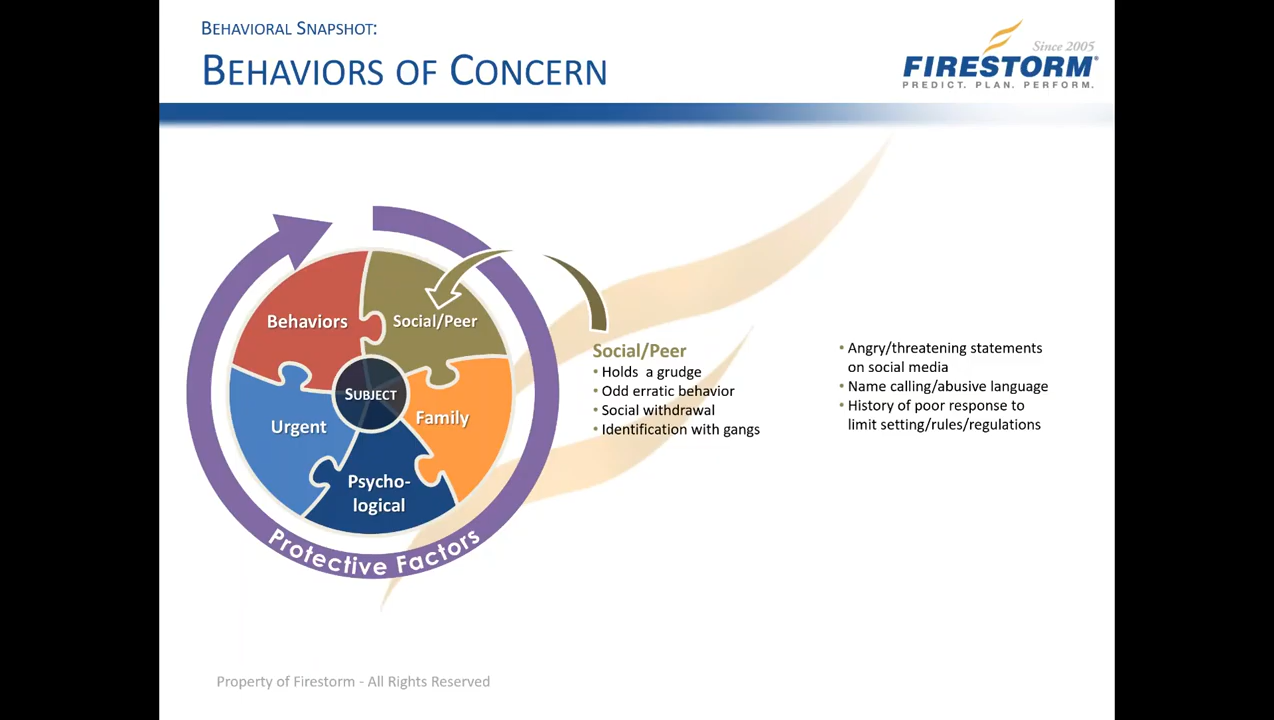 BEHAVIORAL SNAPSHOT:
BEHAVIORS OF CONCERN
Since 2005
FIRESTORM®
PREDICT. PLAN. PERFORM.
Behaviors
Social/Peer
SUBJECT
Urgent
Family
Psycho-
logical
Protective Factors
Social/Peer
• Holds a grudge
• Odd erratic behavior
• Social withdrawal
• Identification with gangs
• Angry/threatening statements
on social media
• Name calling/abusive language
• History of poor response to
limit setting/rules/regulations
Property of Firestorm - All Rights Reserved